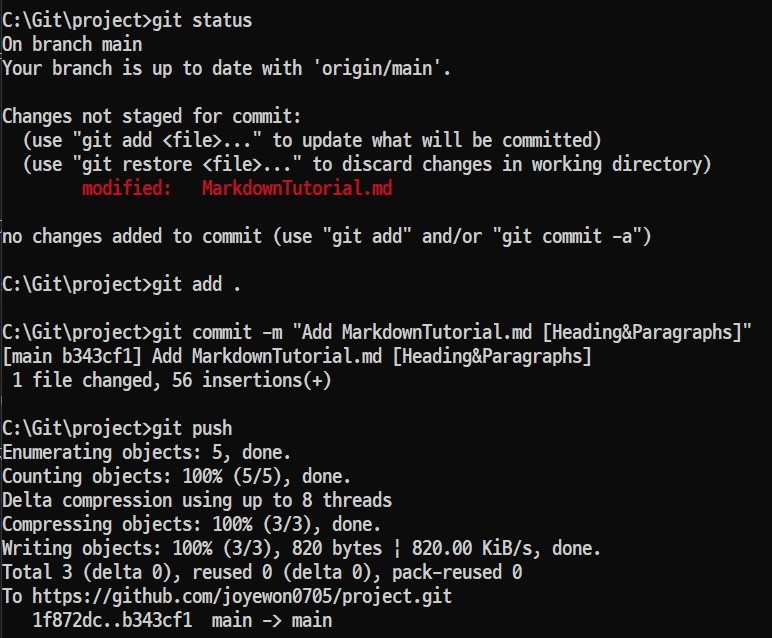 C:\Git\project>git status
On branch main
Your branch is up to date with 'origin/main'.
Changes not staged for commit:
  (use "git add <file>..." to update what will be committed)
  (use "git restore <file>..." to discard changes in working directory)
        modified:   MarkdownTutorial.md
no changes added to commit (use "git add" and/or "git commit -a")
C:\Git\project>git add .
C:\Git\project>git commit -m "Add MarkdownTutorial.md [Heading&Paragraphs]"
[main b343cf1] Add MarkdownTutorial.md [Heading&Paragraphs]
 1 file changed, 56 insertions(+)
C:\Git\project>git push
Enumerating objects: 5, done.
Counting objects: 100% (5/5), done.
Delta compression using up to 8 threads
Compressing objects: 100% (3/3), done.
Writing objects: 100% (3/3), 820 bytes ¦ 820.00 KiB/s, done.
Total 3 (delta 0), reused 0 (delta 0), pack-reused 0
To https://github.com/joyewon0705/project.git
   1f872dc..b343cf1  main -> main